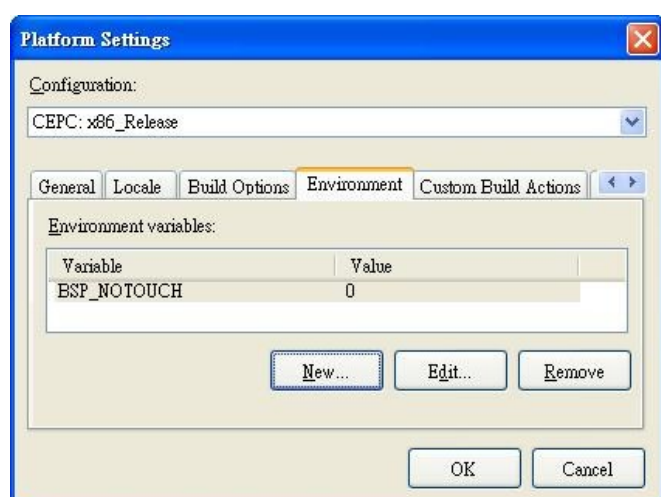 Platform Settings
Configuration:
CEPC: x86_Release
General Locale Build Options Environment Custom Build Actions
Environment variables:
Variable Value
BSP_NOTOUCH 0
New... Edit... Remove
OK Cancel